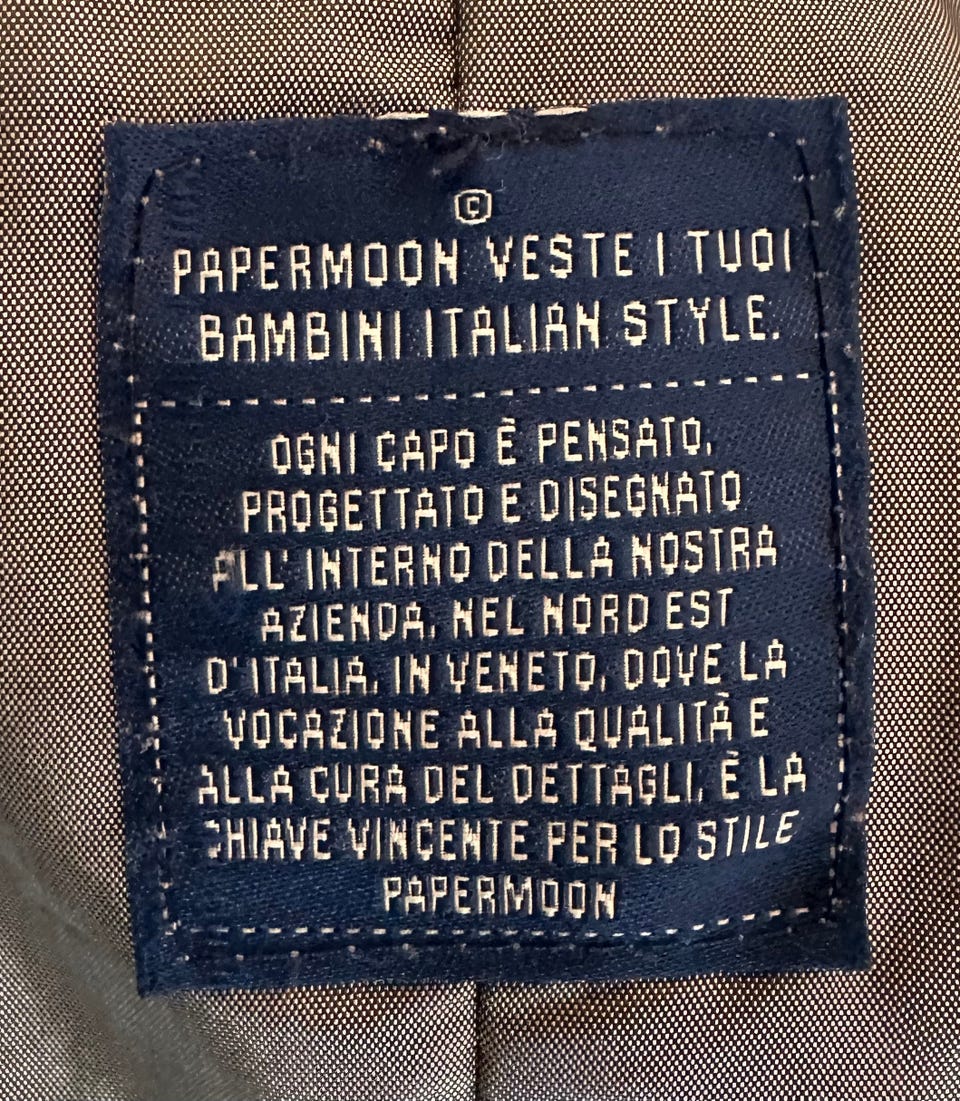 ©
PAPERMOON VESTE I TUOI
BAMBINI ITALIAN STYLE.
OGNI CAPO È PENSATO,
PROGETTATO E DISEGNATO
ALL'INTERNO DELLA NOSTRA
AZIENDA, NEL NORD EST
D'ITALIA, IN VENETO, DOVE LA
VOCAZIONE ALLA QUALITÀ E
ALLA CURA DEL DETTAGLI, È LA
CHIAVE VINCENTE PER LO STILE
PAPERMOON